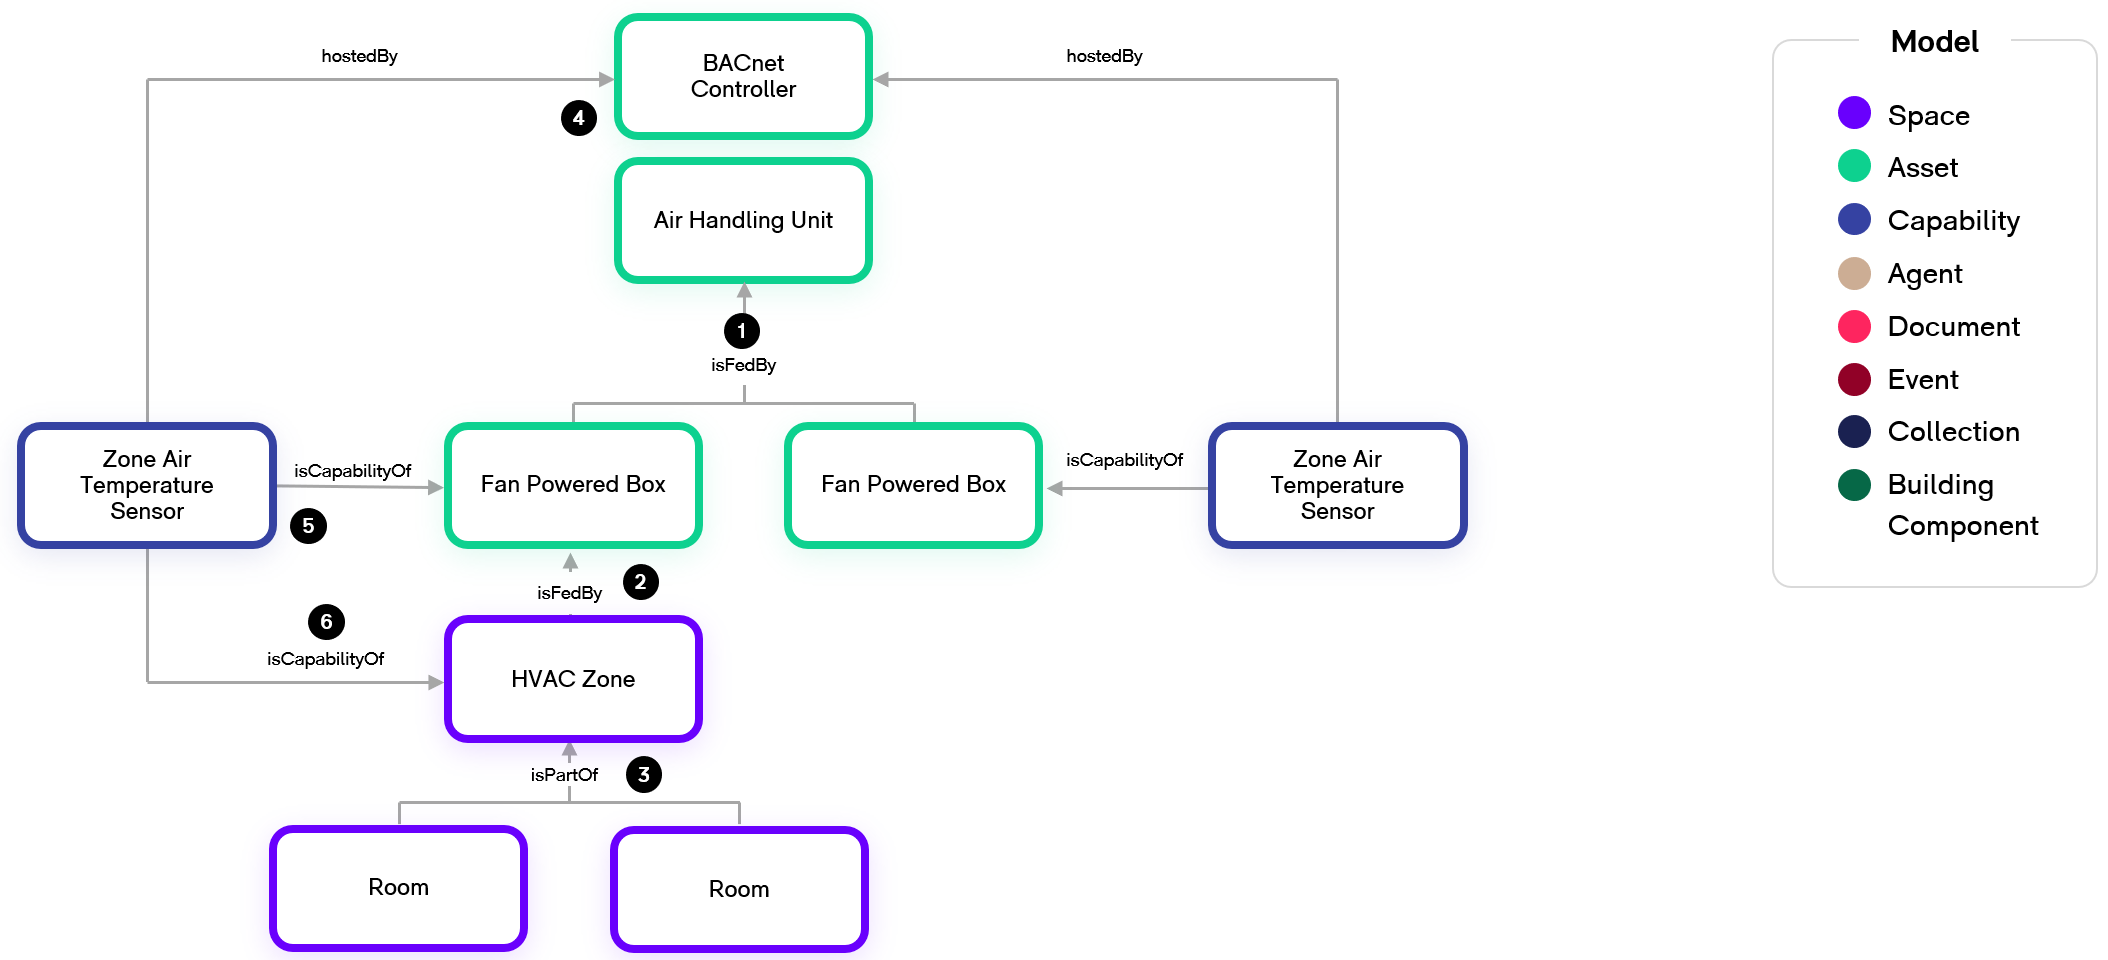 BACnet
Controller
hostedBy
hostedBy
4
Air Handling Unit
1
isFedBy
Zone Air
Temperature
Sensor
isCapabilityOf
5
Fan Powered Box
Fan Powered Box
isCapabilityOf
Zone Air
Temperature
Sensor
isFedBy
2
6
isCapabilityOf
HVAC Zone
isPartOf
3
Room
Room
Model
Space
Asset
Capability
Agent
Document
Event
Collection
Building
Component